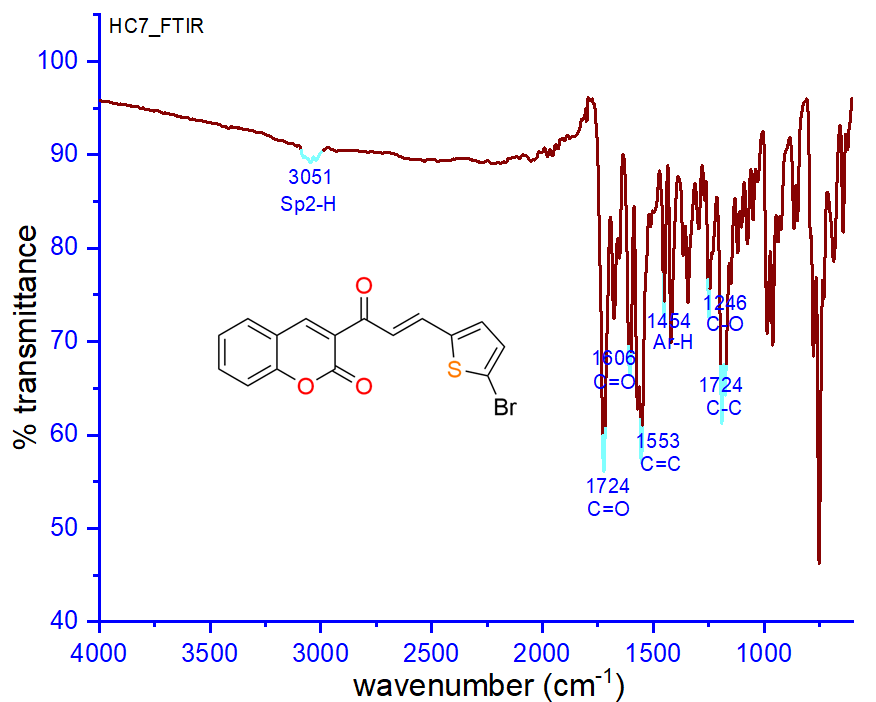 HC7_FTIR
100
90
80
70
60
50
40
% transmittance
3051
Sp2-H
1606
C=O
1454
Ar-H
1246
C-O
1724
C-C
1553
C=C
1724
C=O
O
O
O
S
Br
4000 3500 3000 2500 2000 1500 1000
wavenumber (cm⁻¹)